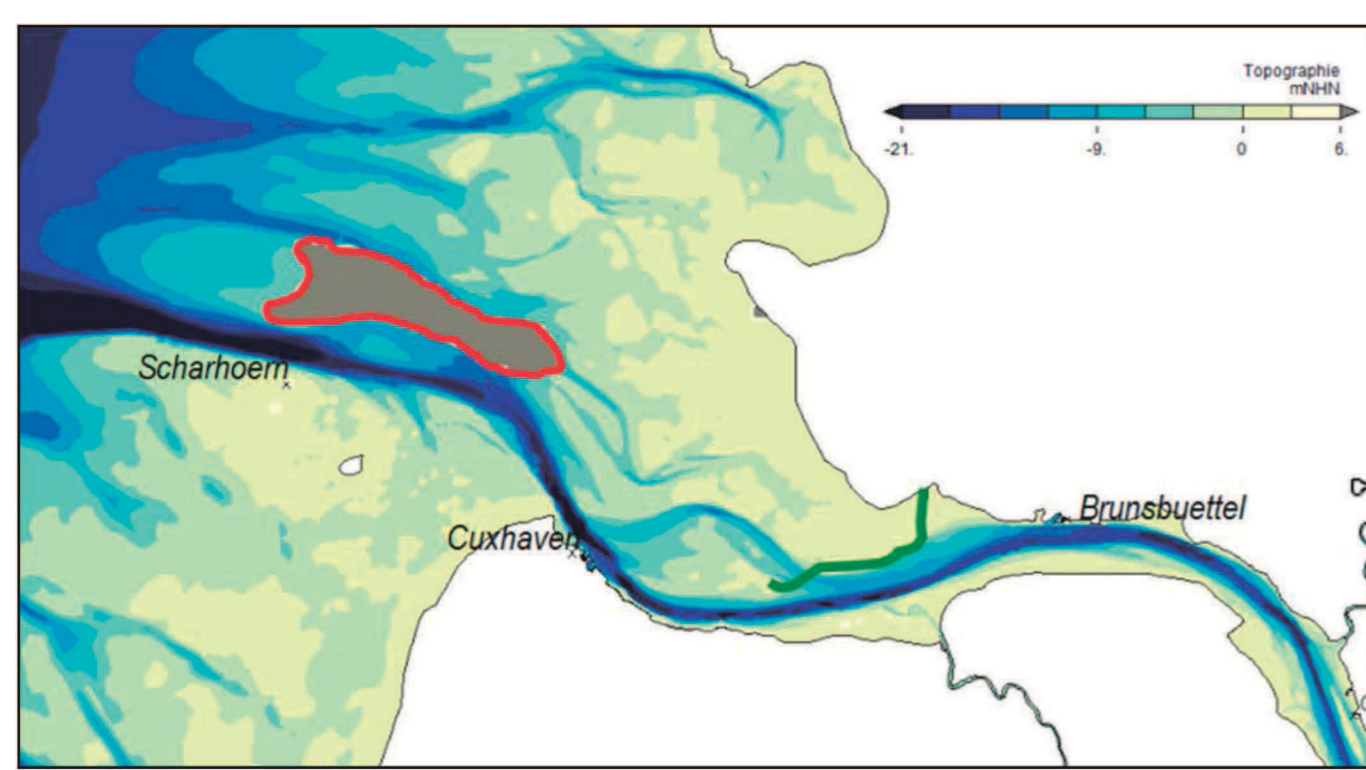 Topographie
mNHN
-21. -9. 0 6.
Scharhoern
Brunsbuettel
Cuxhaven